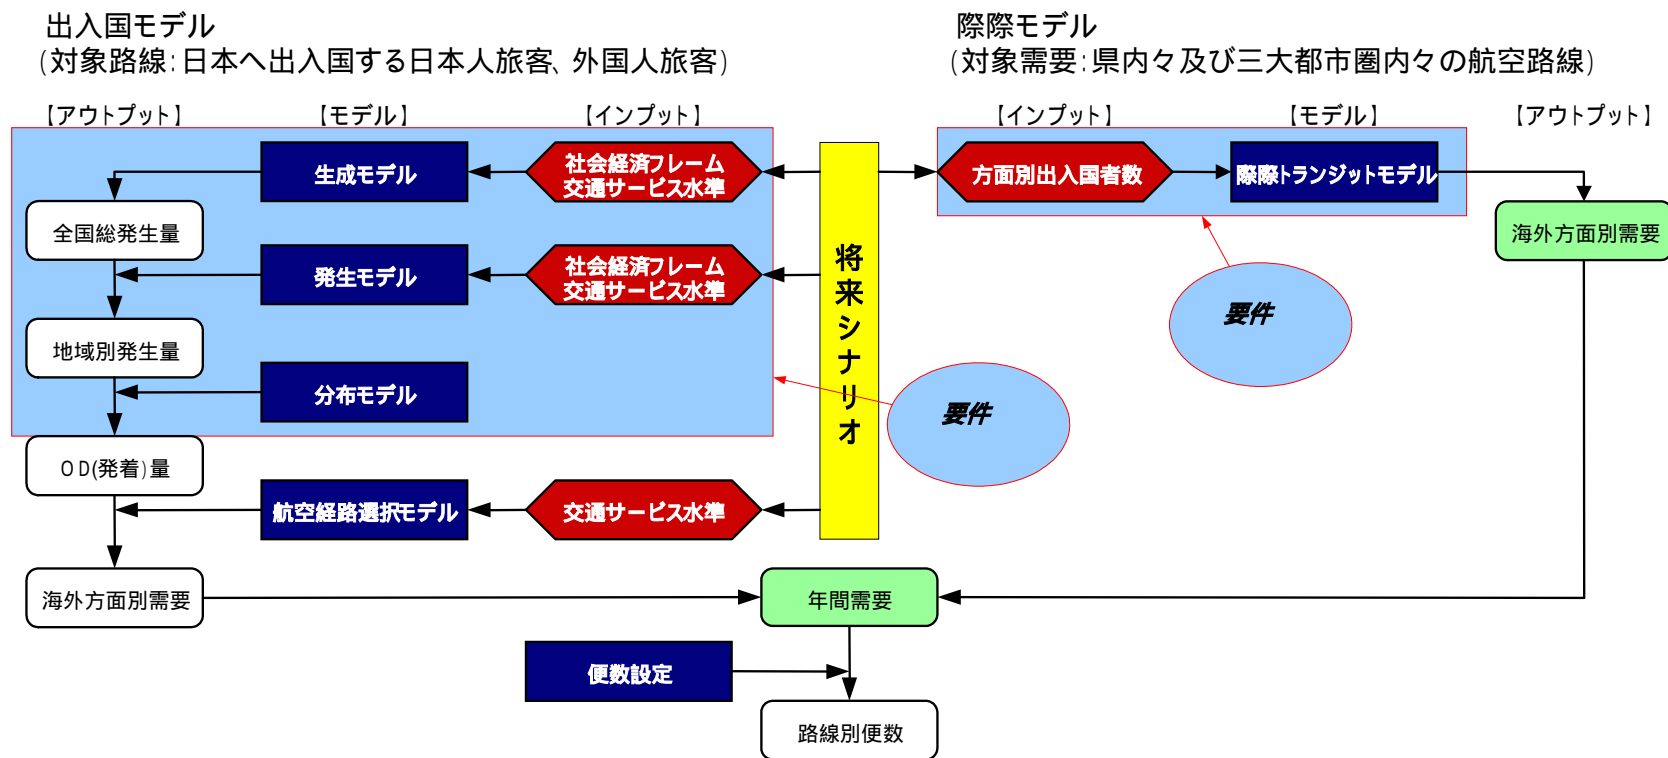 出入国モデル
(対象路線:日本へ出入国する日本人旅客、外国人旅客)
際際モデル
(対象需要:県内々及び三大都市圏内々の航空路線)
【アウトプット】
【モデル】
【インプット】
【インプット】
【モデル】
【アウトプット】
生成モデル
社会経済フレーム
交通サービス水準
方面別出入国者数
際際トランジットモデル
全国総発生量
海外方面別需要
発生モデル
社会経済フレーム
交通サービス水準
将来シナリオ
要件
地域別発生量
分布モデル
要件
OD(発着)量
航空経路選択モデル
交通サービス水準
海外方面別需要
年間需要
便数設定
路線別便数